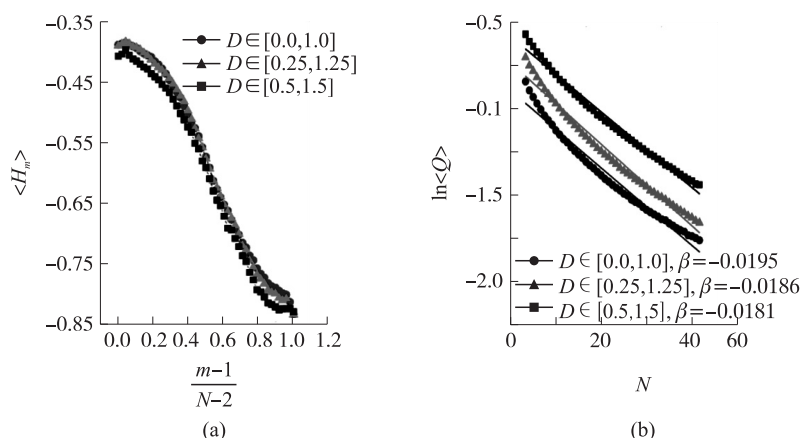 -0.35
-0.45
-0.55
-0.65
-0.75
-0.85
<H_m>
D∈[0.0,1.0]
D∈[0.25,1.25]
D∈[0.5,1.5]
0.0 0.2 0.4 0.6 0.8 1.0 1.2
m-1
N-2
(a)
-0.5
-0.1
-1.5
-2.0
ln<Q>
D∈[0.0,1.0], β=-0.0195
D∈[0.25,1.25], β=-0.0186
D∈[0.5,1.5], β=-0.0181
0 20 40 60
N
(b)